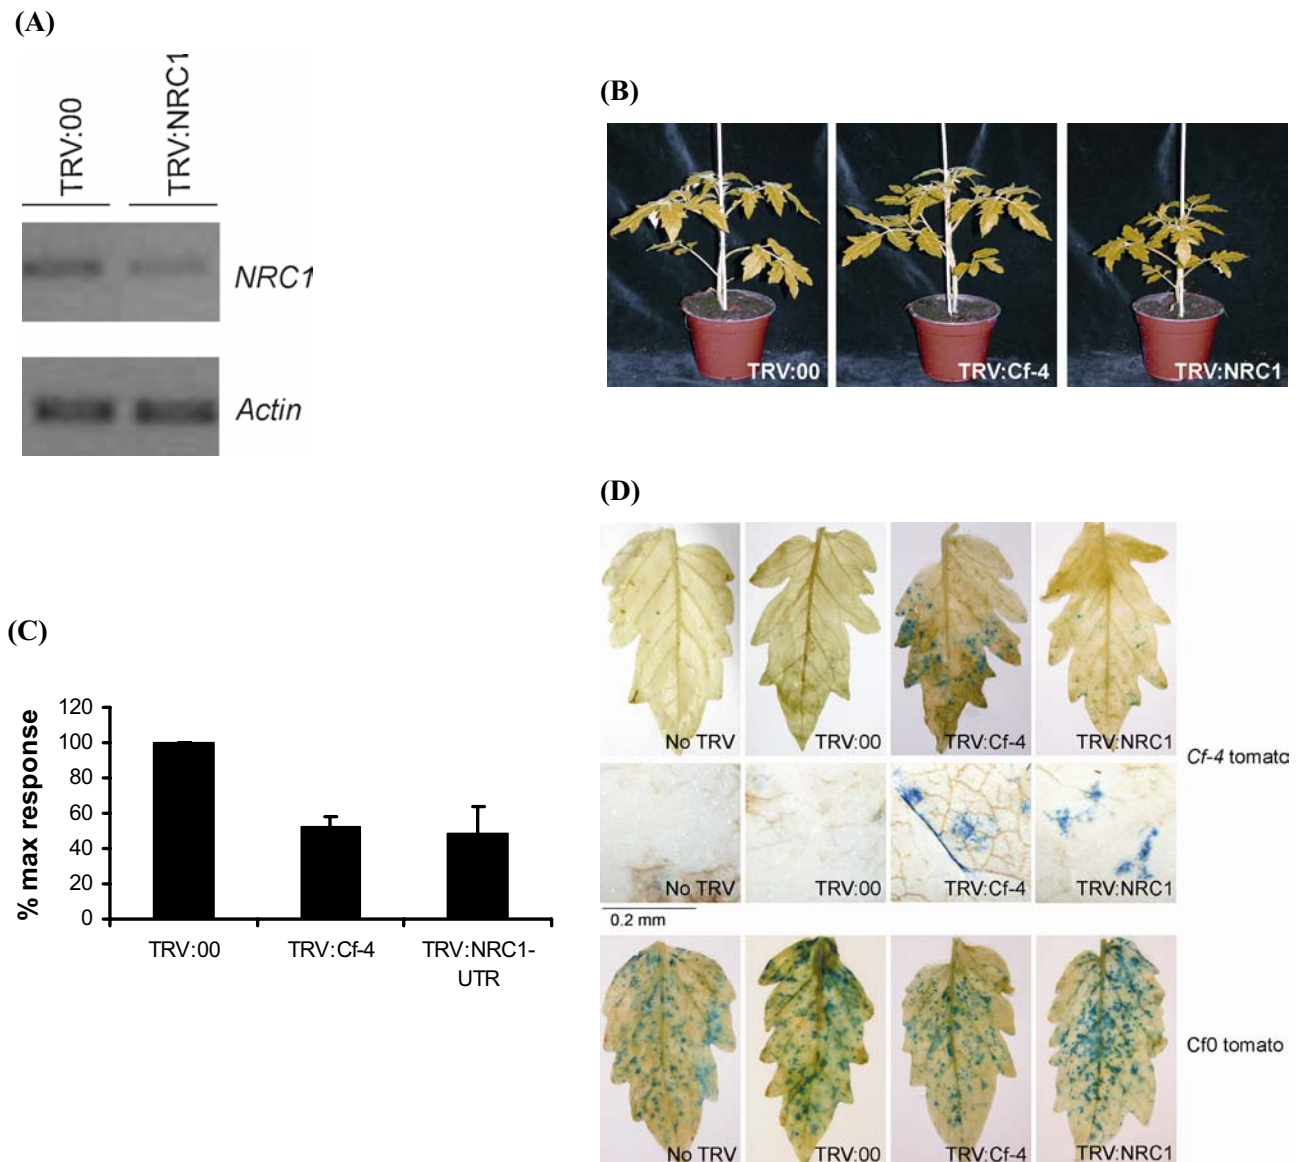 (A)
TRV:00
TRV:NRC1
NRC1
Actin
(B)
TRV:00
TRV:Cf-4
TRV:NRC1
(C)
% max response
120
100
80
60
40
20
0
TRV:00
TRV:Cf-4
TRV:NRC1-
UTR
(D)
No TRV
TRV:00
TRV:Cf-4
TRV:NRC1
Cf-4 tomato
No TRV
TRV:00
TRV:Cf-4
TRV:NRC1
0.2 mm
No TRV
TRV:00
TRV:Cf-4
TRV:NRC1
Cf0 tomato